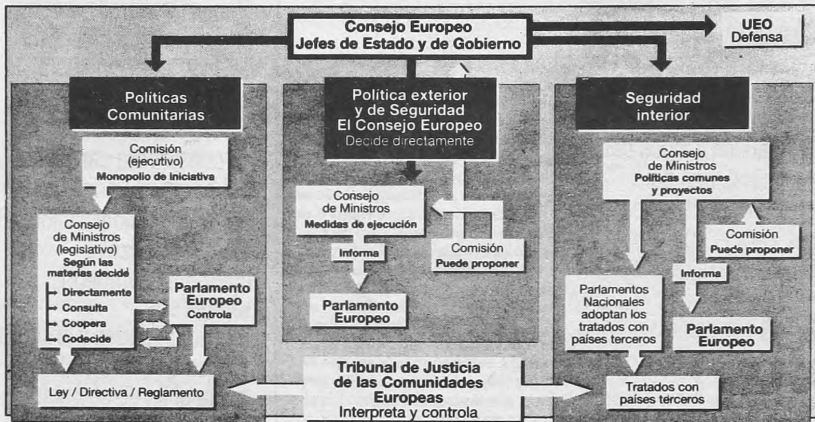 Consejo Europeo
Jefes de Estado y de Gobierno
UEO
Defensa
Políticas
Comunitarias
Comisión
(ejecutivo)
Monopolio de iniciativa
Consejo
de Ministros
(legislativo)
Según las
materias decide
Directamente
Consulta
Coopera
Codecide
Parlamento
Europeo
Controla
Ley / Directiva / Reglamento
Política exterior
y de Seguridad
El Consejo Europeo
Decide directamente
Consejo
de Ministros
Medidas de ejecución
Informa
Comisión
Puede proponer
Parlamento
Europeo
Tribunal de Justicia
de las Comunidades
Europeas
Interpreta y controla
Seguridad
interior
Consejo
de Ministros
Políticas comunes
y proyectos
Comisión
Puede proponer
Informa
Parlamentos
Nacionales
adoptan los
tratados con
países terceros
Parlamento
Europeo
Tratados con
países terceros